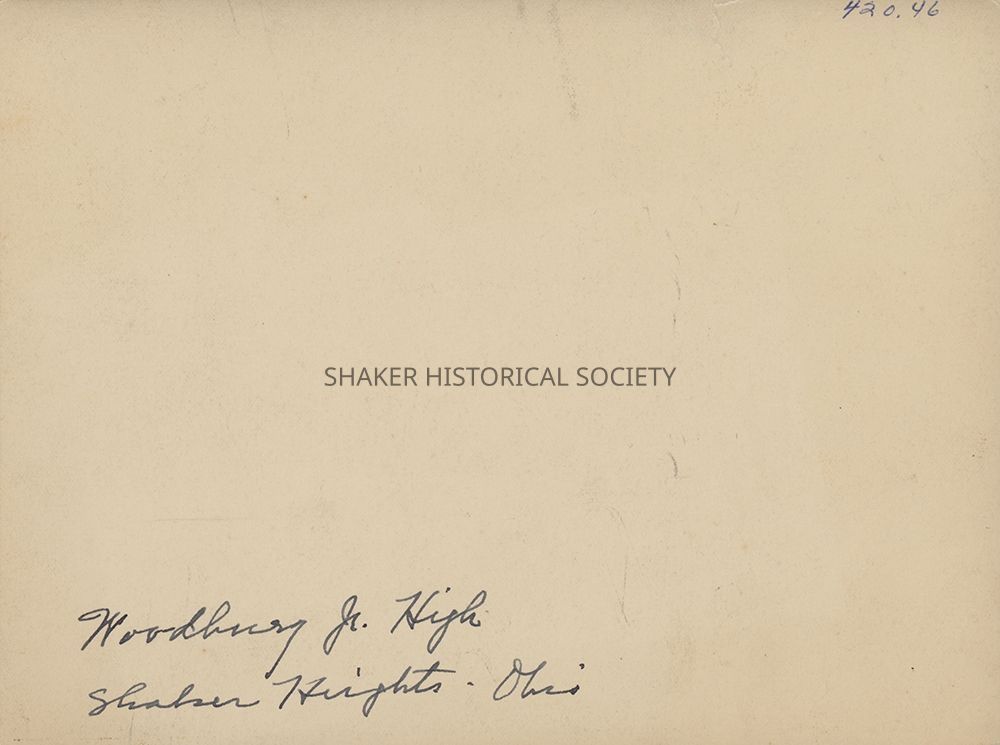 420.46
SHAKER HISTORICAL SOCIETY
Woodbury Jr. High
Shaker Heights - Ohio